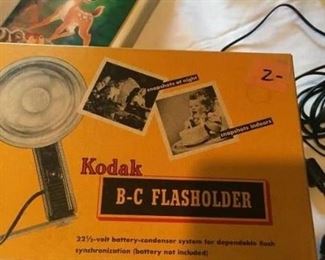 2-
snapshots at night
snapshots indoors
Kodak
B-C FLASHOLDER
22½-volt battery-condenser system for dependable flash
synchronization (battery not included)